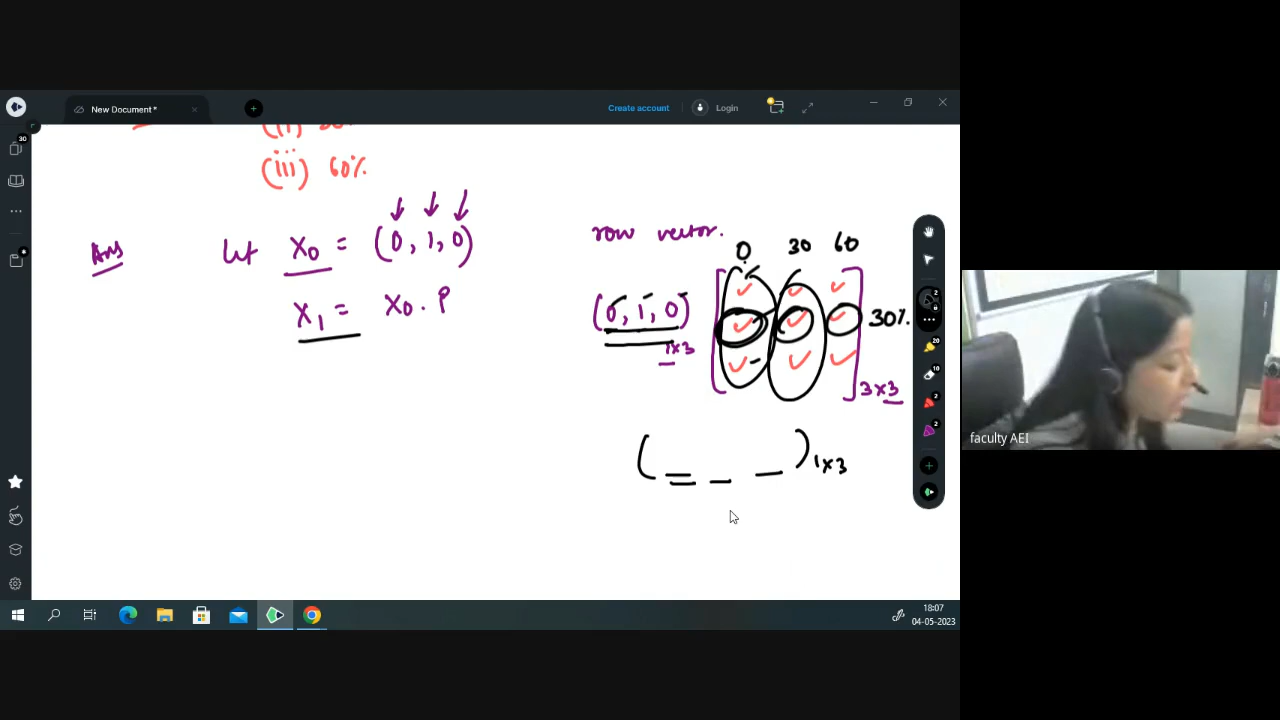 New Document*
Create account
Login
30
(iii) 60%
Ans
Let X₀ = (0, 1, 0)
X₁ = X₀ . P
row vector.
0 30 60
(0, 1, 0)
1x3
30%
3x3
( _ _ _ )1x3
faculty AEI
18:07
04-05-2023